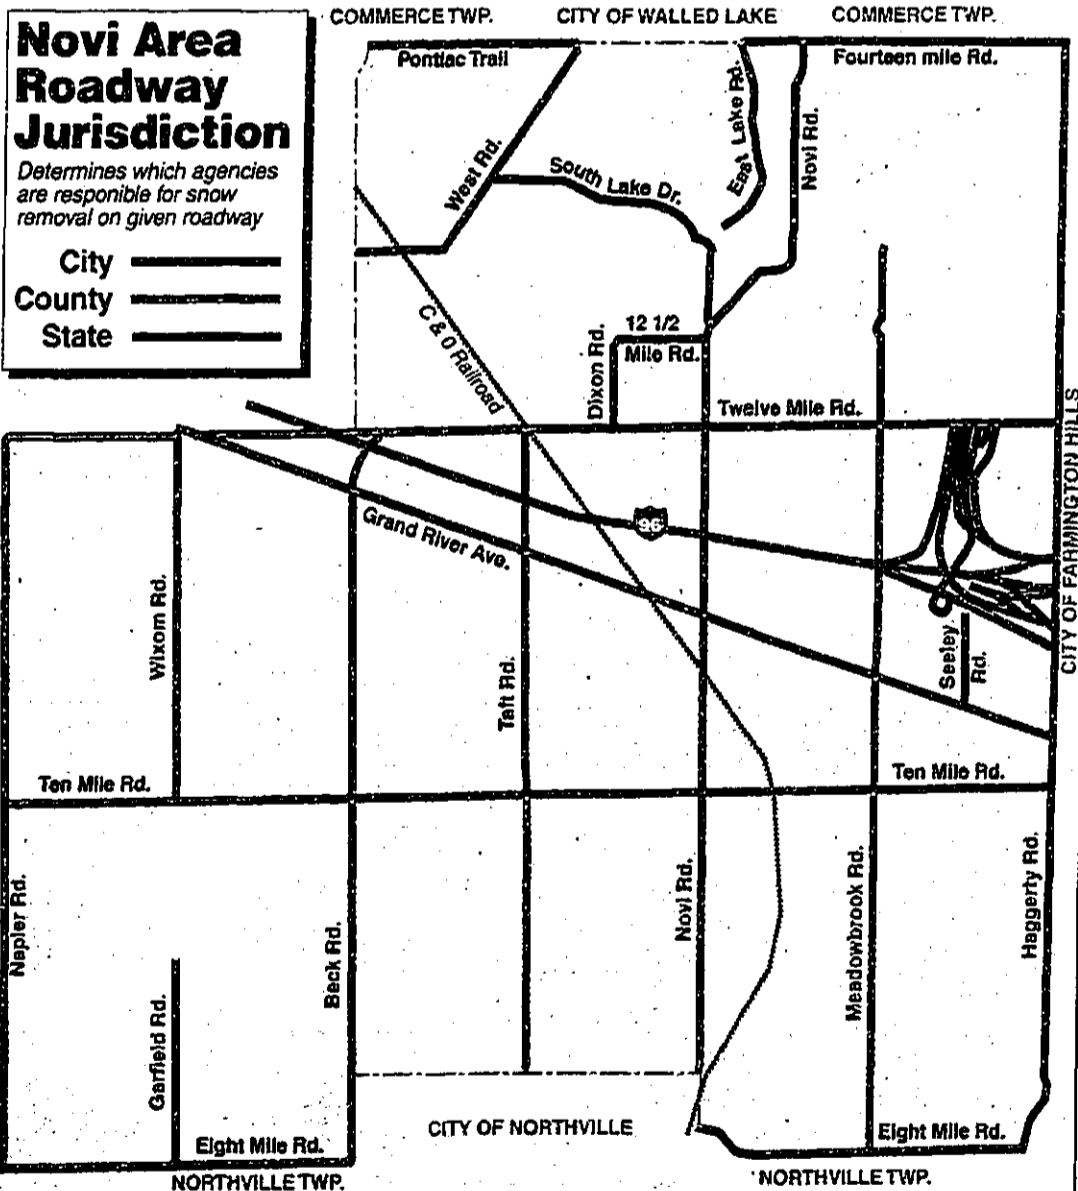 COMMERCE TWP.
CITY OF WALLED LAKE
COMMERCE TWP.
Novi Area
Roadway
Jurisdiction
Determines which agencies
are responible for snow
removal on given roadway
City
County
State
Pontiac Trail
Fourteen mile Rd.
West Rd.
South Lake Dr.
East Lake Rd.
Novi Rd.
C & O Railroad
Dixon Rd.
12 1/2
Mile Rd.
Twelve Mile Rd.
CITY OF FARMINGTON HILLS
96
Grand River Ave.
Wixom Rd.
Taft Rd.
Seeley
Rd.
Ten Mile Rd.
Ten Mile Rd.
Napier Rd.
Garfield Rd.
Beck Rd.
Novi Rd.
Meadowbrook Rd.
Haggerty Rd.
CITY OF NORTHVILLE
Eight Mile Rd.
Eight Mile Rd.
NORTHVILLE TWP.
NORTHVILLE TWP.